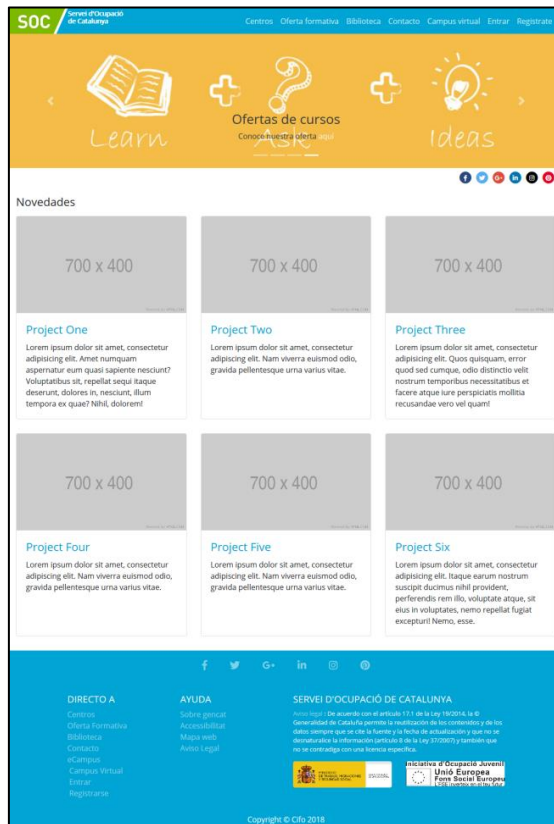 SOC
Servei d'Ocupació
de Catalunya
Centros Oferta formativa Biblioteca Contacto Campus virtual Entrar Registrate
Learn
Ask
Ideas
Ofertas de cursos
Conoce nuestra oferta aquí
Novedades
700 x 400
700 x 400
700 x 400
Project One
Lorem ipsum dolor sit amet, consectetur
adipisicing elit. Amet numquam
aspernatur eum quasi sapiente nesciunt?
Voluptatibus sit, repellat sequi itaque
deserunt, dolores in, nesciunt, illum
tempora ex quae? Nihil, dolorem!
Project Two
Lorem ipsum dolor sit amet, consectetur
adipiscing elit. Nam viverra euismod odio,
gravida pellentesque urna varius vitae.
Project Three
Lorem ipsum dolor sit amet, consectetur
adipisicing elit. Quos quisquam, error
quod sed cumque, odio distinctio velit
nostrum temporibus necessitatibus et
facere atque iure perspiciatis mollitia
recusandae vero vel quam!
700 x 400
700 x 400
700 x 400
Project Four
Lorem ipsum dolor sit amet, consectetur
adipiscing elit. Nam viverra euismod odio,
gravida pellentesque urna varius vitae.
Project Five
Lorem ipsum dolor sit amet, consectetur
adipiscing elit. Nam viverra euismod odio,
gravida pellentesque urna varius vitae.
Project Six
Lorem ipsum dolor sit amet, consectetur
adipisicing elit. Itaque earum nostrum
suscipit ducimus nihil provident,
perferendis rem illo, voluptate atque, sit
eius in voluptates, nemo repellat fugiat
excepturi! Nemo, esse.
DIRECTO A
Centros
Oferta Formativa
Biblioteca
Contacto
eCampus
Campus Virtual
Entrar
Registrarse
AYUDA
Sobre gencat
Accessibilitat
Mapa web
Aviso Legal
SERVEI D'OCUPACIÓ DE CATALUNYA
Aviso legal : De acuerdo con el artículo 17.1 de la Ley 19/2014, la ©
Generalidad de Cataluña permite la reutilización de los contenidos y de los
datos siempre que se cite la fuente y la fecha de actualización y que no se
desnaturalice la información (artículo 8 de la Ley 37/2007) y también que
no se contradiga con una licencia específica.
Iniciativa d'Ocupació Juvenil
Unió Europea
Fons Social Europeu
L'FSE inverteix en el teu futur
Copyright © Cifo 2018